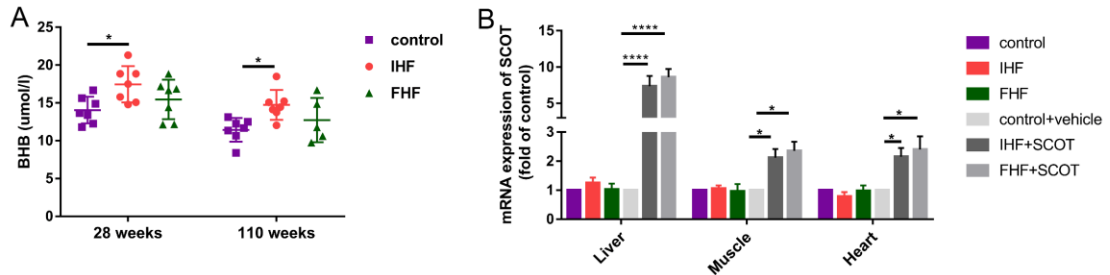 A
BHB (umol/l)
25
20
15
10
5
0
*
*
28 weeks
110 weeks
control
IHF
FHF
B
mRNA expression of SCOT
(fold of control)
15
10
5
3
2
1
0
****
****
*
*
*
*
Liver
Muscle
Heart
control
IHF
FHF
control+vehicle
IHF+SCOT
FHF+SCOT